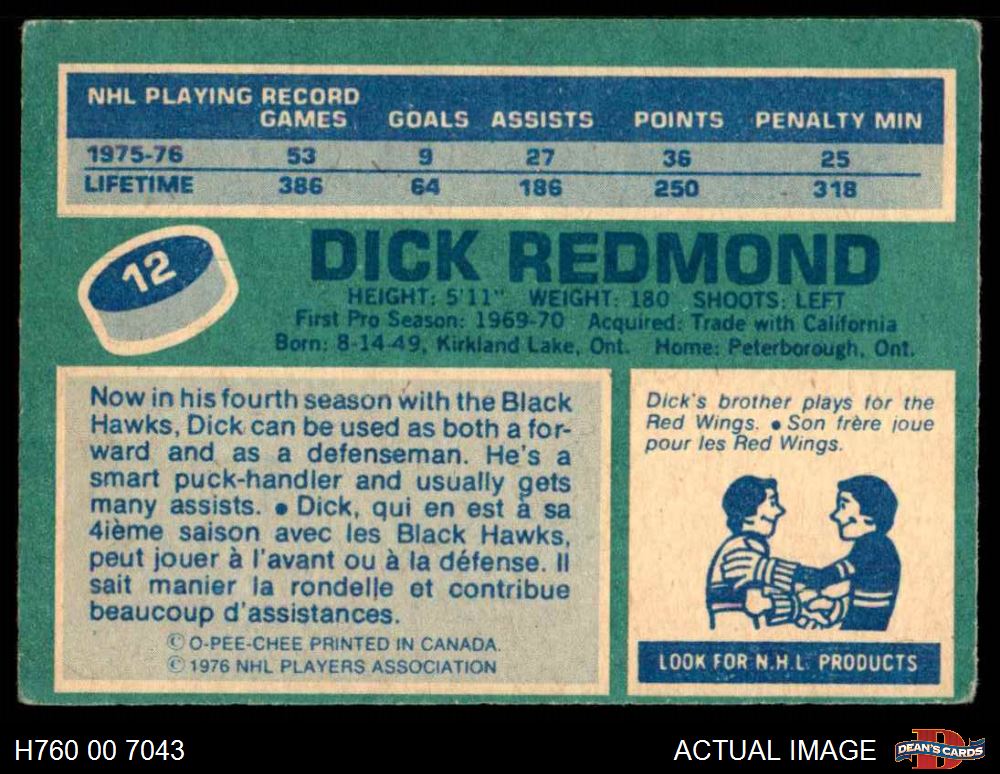 NHL PLAYING RECORD
GAMES GOALS ASSISTS POINTS PENALTY MIN
1975-76 53 9 27 36 25
LIFETIME 386 64 186 250 318
12
DICK REDMOND
HEIGHT: 5'11" WEIGHT: 180 SHOOTS: LEFT
First Pro Season: 1969-70 Acquired: Trade with California
Born: 8-14-49, Kirkland Lake, Ont. Home: Peterborough, Ont.
Now in his fourth season with the Black
Hawks, Dick can be used as both a for-
ward and as a defenseman. He's a
smart puck-handler and usually gets
many assists. • Dick, qui en est à sa
4ième saison avec les Black Hawks,
peut jouer à l'avant ou à la défense. Il
sait manier la rondelle et contribue
beaucoup d'assistances.
© O-PEE-CHEE PRINTED IN CANADA.
© 1976 NHL PLAYERS ASSOCIATION
Dick's brother plays for the
Red Wings. • Son frère joue
pour les Red Wings.
LOOK FOR N.H.L. PRODUCTS
H760 00 7043
ACTUAL IMAGE
D
DEAN'S CARDS